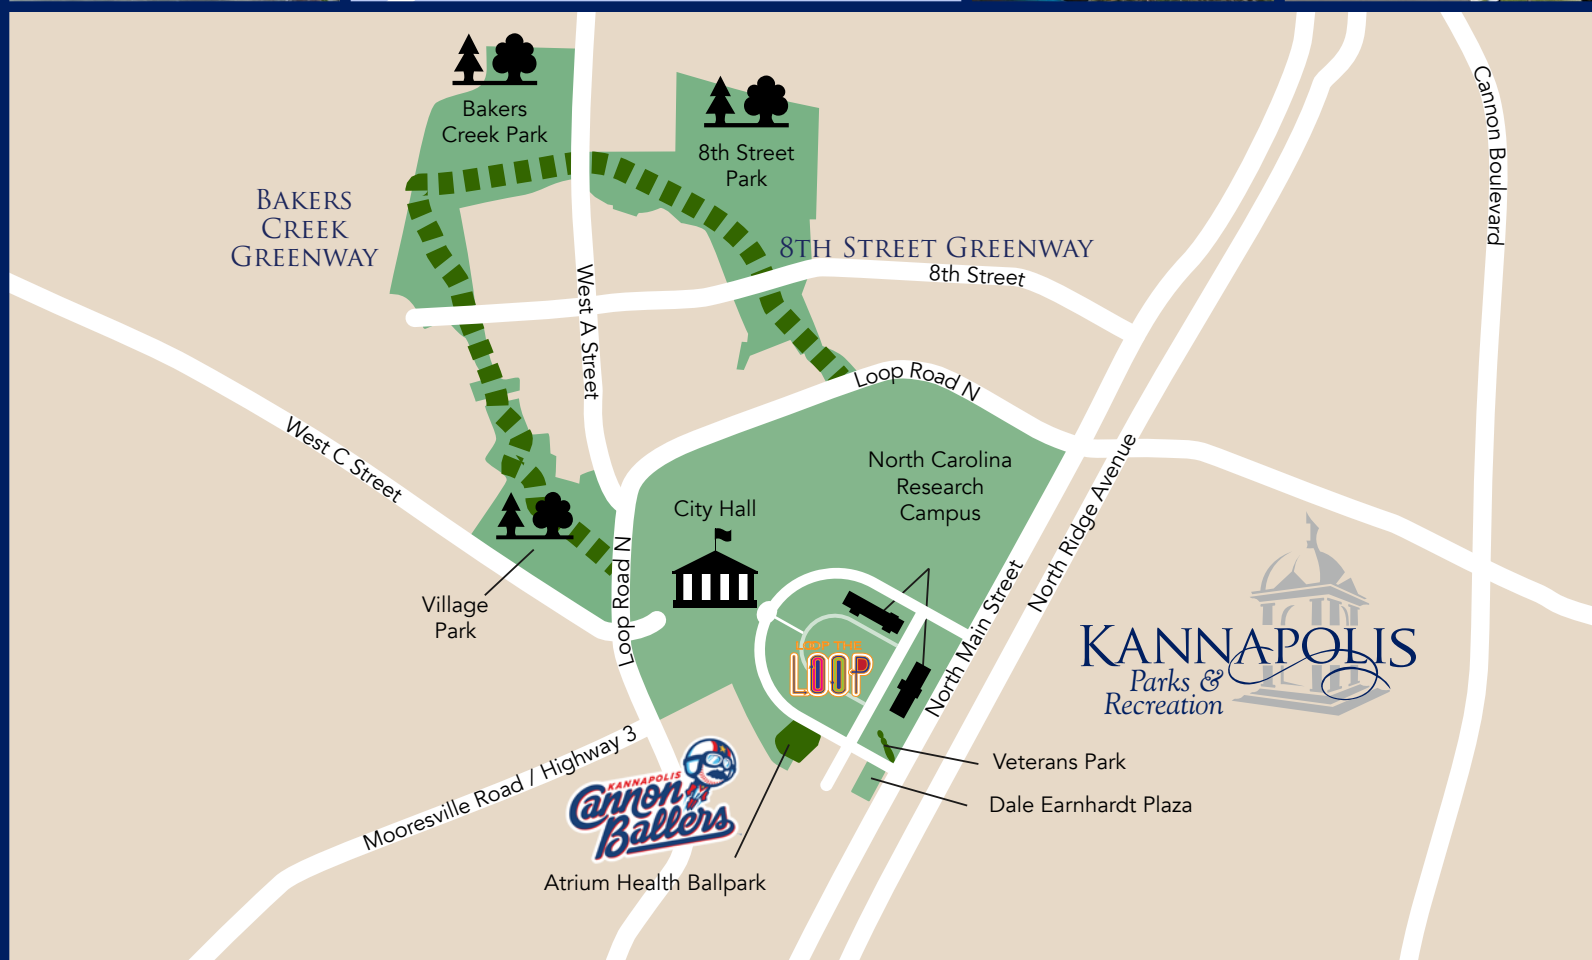 Bakers
Creek Park
8th Street
Park
Cannon Boulevard
BAKERS
CREEK
GREENWAY
8TH STREET GREENWAY
8th Street
West A Street
Loop Road N
West C Street
North Carolina
Research
Campus
City Hall
North Ridge Avenue
Loop Road N
North Main Street
Village
Park
LOOP THE
LOOP
KANNAPOLIS
Parks &
Recreation
Mooresville Road / Highway 3
KANNAPOLIS
Cannon
Ballers
Veterans Park
Dale Earnhardt Plaza
Atrium Health Ballpark